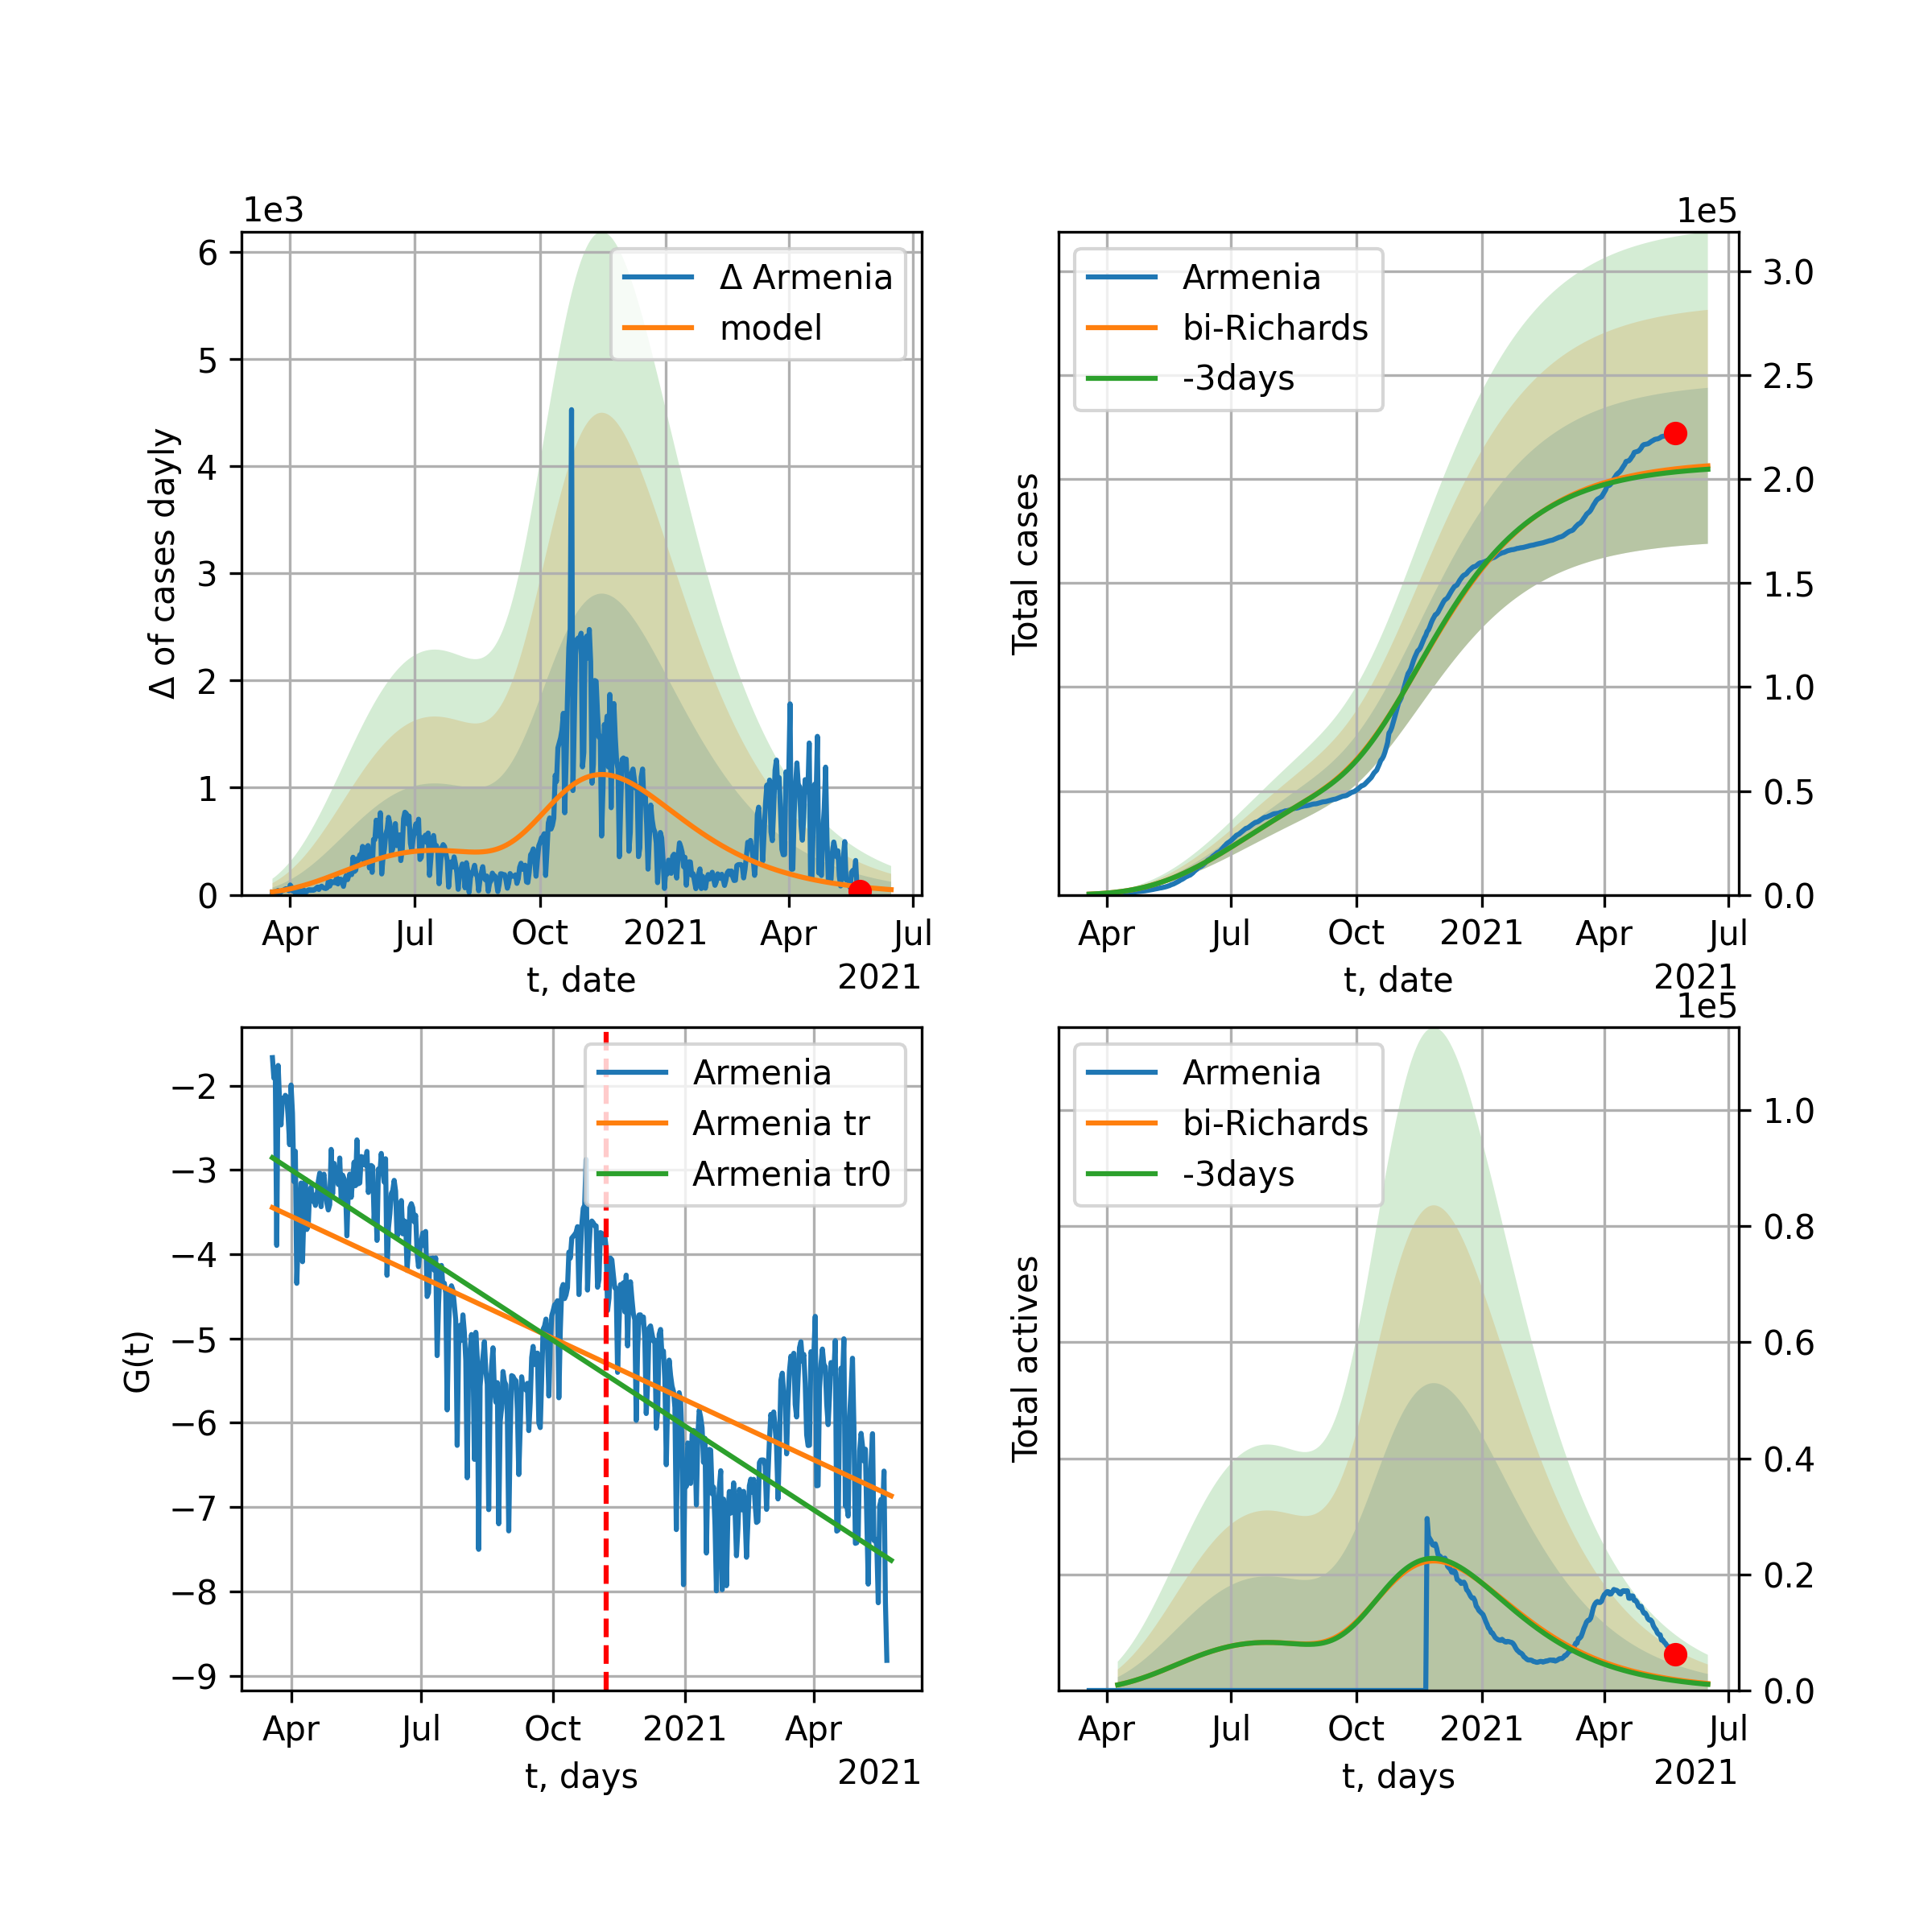 1e3
6
5
4
3
2
1
0
Δ of cases dayly
Δ Armenia
model
Apr Jul Oct 2021 Apr Jul
t, date
2021
1e5
Armenia
bi-Richards
-3days
3.0
2.5
2.0
1.5
1.0
0.5
0.0
Total cases
Apr Jul Oct 2021 Apr Jul
t, date
2021
−2
−3
−4
−5
−6
−7
−8
−9
G(t)
Armenia
Armenia tr
Armenia tr0
Apr Jul Oct 2021 Apr
t, days
2021
1e5
Armenia
bi-Richards
-3days
1.0
0.8
0.6
0.4
0.2
0.0
Total actives
Apr Jul Oct 2021 Apr Jul
t, days
2021